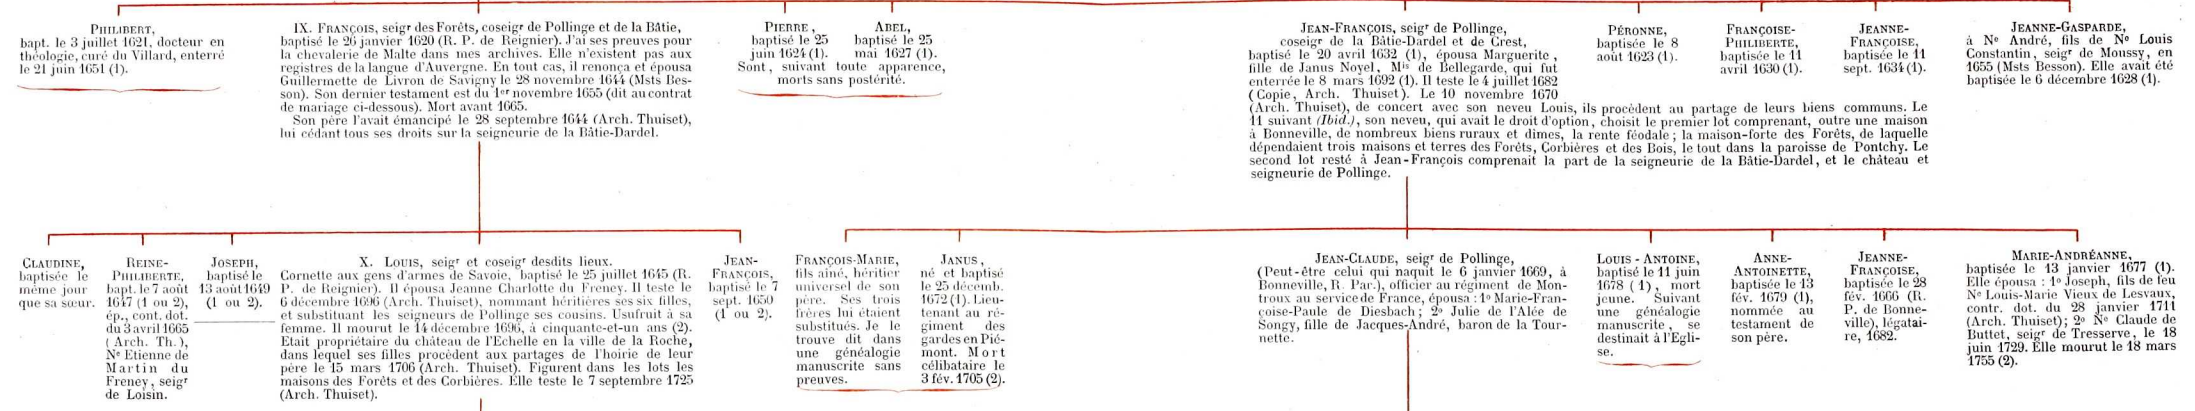 PHILIBERT,
bapt. le 3 juillet 1621, docteur en
théologie, curé du Villard, enterré
le 21 juin 1651 (1).
IX. FRANÇOIS, seigr des Forêts, coseigr de Pollinge et de la Bâtie,
baptisé le 26 janvier 1620 (R. P. de Reignier). J'ai ses preuves pour
la chevalerie de Malte dans mes archives. Elle n'existent pas aux
registres de la langue d'Auvergne. En tout cas, il renonça et épousa
Guillermette de Livron de Savigny le 28 novembre 1644 (Msts Bes-
son). Son dernier testament est du 1er novembre 1655 (dit au contrat
de mariage ci-dessous). Mort avant 1665.
Son père l'avait émancipé le 28 septembre 1644 (Arch. Thuiset),
lui cédant tous ses droits sur la seigneurie de la Bâtie-Dardel.
PIERRE,
baptisé le 25
juin 1624 (1).
ABEL,
baptisé le 25
mai 1627 (1).
Sont, suivant toute apparence,
morts sans postérité.
JEAN-FRANÇOIS, seigr de Pollinge,
coseigr de la Bâtie-Dardel et de Crest,
baptisé le 20 avril 1632 (1), épousa Marguerite,
fille de Janus Noyel, Mis de Bellegarde, qui fut
enterrée le 8 mars 1692 (1). Il teste le 4 juillet 1682
(Copie, Arch. Thuiset). Le 10 novembre 1670
(Arch. Thuiset), de concert avec son neveu Louis, ils procèdent au partage de leurs biens communs. Le
11 suivant (Ibid.), son neveu, qui avait le droit d'option, choisit le premier lot comprenant, outre une maison
à Bonneville, de nombreux biens ruraux et dîmes, la rente féodale ; la maison-forte des Forêts, de laquelle
dépendaient trois maisons et terres des Forêts, Corbières et des Bois, le tout dans la paroisse de Pontchy. Le
second lot resté à Jean-François comprenait la part de la seigneurie de la Bâtie-Dardel, et le château et
seigneurie de Pollinge.
PÉRONNE,
baptisée le 8
août 1623 (1).
FRANÇOISE-
PHILIBERTE,
baptisée le 11
avril 1630 (1).
JEANNE-
FRANÇOISE,
baptisée le 11
sept. 1634 (1).
JEANNE-GASPARDE,
à Ne André, fils de Ne Louis
Constantin, seigr de Moussy, en
1655 (Msts Besson). Elle avait été
baptisée le 6 décembre 1628 (1).
CLAUDINE,
baptisée le
même jour
que sa sœur.
REINE-
PHILIBERTE,
bapt. le 7 août
1647 (1 ou 2),
ép., cont. dot.
du 3 avril 1665
(Arch. Th.),
Ne Etienne de
Martin du
Freney, seigr
de Loisin.
JOSEPH,
baptisé le
13 août 1649
(1 ou 2).
X. LOUIS, seigr et coseigr desdits lieux.
Cornette aux gens d'armes de Savoie, baptisé le 25 juillet 1645 (R.
P. de Reignier). Il épousa Jeanne Charlotte du Freney. Il teste le
6 décembre 1696 (Arch. Thuiset), nommant héritières ses six filles,
et substituant les seigneurs de Pollinge ses cousins. Usufruit à sa
femme. Il mourut le 14 décembre 1696, à cinquante-et-un ans (2).
Etait propriétaire du château de l'Echelle en la ville de la Roche,
dans lequel ses filles procèdent aux partages de l'hoirie de leur
père le 15 mars 1706 (Arch. Thuiset). Figurent dans les lots les
maisons des Forêts et des Corbières. Elle teste le 7 septembre 1725
(Arch. Thuiset).
JEAN-
FRANÇOIS,
baptisé le 7
sept. 1650
(1 ou 2).
FRANÇOIS-MARIE,
fils aîné, héritier
universel de son
père. Ses trois
frères lui étaient
substitués. Je le
trouve dit dans
une généalogie
manuscrite sans
preuves.
JANUS,
né et baptisé
le 25 décemb.
1672 (1). Lieu-
tenant au ré-
giment des
gardes en Pié-
mont. Mort
célibataire le
3 fév. 1705 (2).
JEAN-CLAUDE, seigr de Pollinge,
(Peut-être celui qui naquit le 6 janvier 1669, à
Bonneville, R. Par.), officier au régiment de Mon-
troux au service de France, épousa : 1o Marie-Fran-
çoise-Paule de Diesbach ; 2o Julie de l'Alée de
Songy, fille de Jacques-André, baron de la Tour-
nette.
LOUIS-ANTOINE,
baptisé le 11 juin
1678 (1), mort
jeune. Suivant
une généalogie
manuscrite, se
destinait à l'Egli-
se.
ANNE-
ANTOINETTE,
baptisée le 13
fév. 1679 (1),
nommée au
testament de
son père.
JEANNE-
FRANÇOISE,
baptisée le 28
fév. 1666 (R.
P. de Bonne-
ville), légatai-
re, 1682.
MARIE-ANDRÉANNE,
baptisée le 13 janvier 1677 (1).
Elle épousa : 1o Joseph, fils de feu
Ne Louis-Marie Vieux de Lesvaux,
contr. dot. du 28 janvier 1711
(Arch. Thuiset) ; 2o Ne Claude de
Buttet, seigr de Tresserve, le 18
juin 1729. Elle mourut le 18 mars
1755 (2).